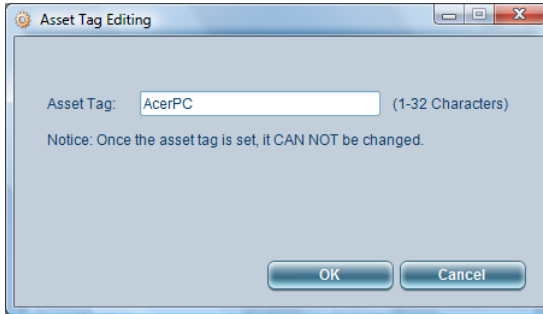 Asset Tag Editing
Asset Tag: AcerPC (1-32 Characters)
Notice: Once the asset tag is set, it CAN NOT be changed.
OK Cancel